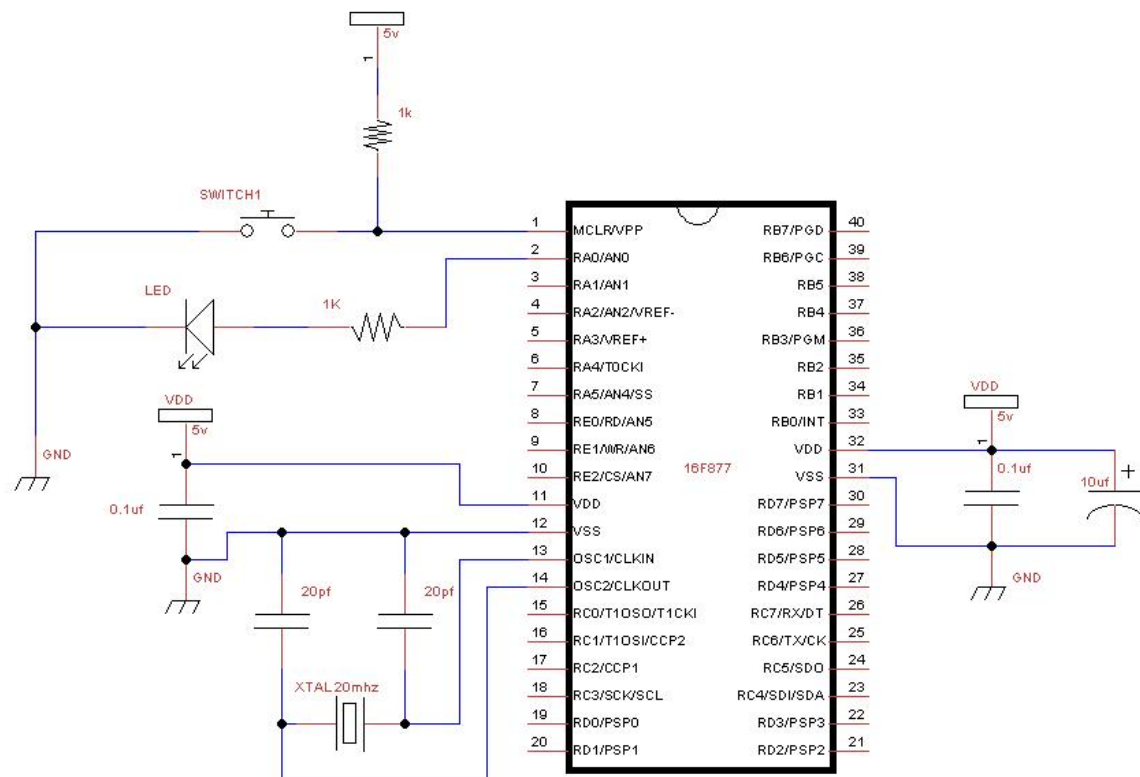 5v
1
1k
SWITCH1
LED
1K
GND
VDD
5v
1
0.1uf
GND
20pf
20pf
XTAL20mhz
16F877
1 MCLR/VPP
2 RA0/AN0
3 RA1/AN1
4 RA2/AN2/VREF-
5 RA3/VREF+
6 RA4/TOCKI
7 RA5/AN4/SS
8 RE0/RD/AN5
9 RE1/WR/AN6
10 RE2/CS/AN7
11 VDD
12 VSS
13 OSC1/CLKIN
14 OSC2/CLKOUT
15 RC0/T1OSO/T1CKI
16 RC1/T1OSI/CCP2
17 RC2/CCP1
18 RC3/SCK/SCL
19 RD0/PSP0
20 RD1/PSP1
RB7/PGD 40
RB6/PGC 39
RB5 38
RB4 37
RB3/PGM 36
RB2 35
RB1 34
RB0/INT 33
VDD 32
VSS 31
RD7/PSP7 30
RD6/PSP6 29
RD5/PSP5 28
RD4/PSP4 27
RC7/RX/DT 26
RC6/TX/CK 25
RC5/SDO 24
RC4/SDI/SDA 23
RD3/PSP3 22
RD2/PSP2 21
VDD
5v
1
0.1uf
10uf
+
GND